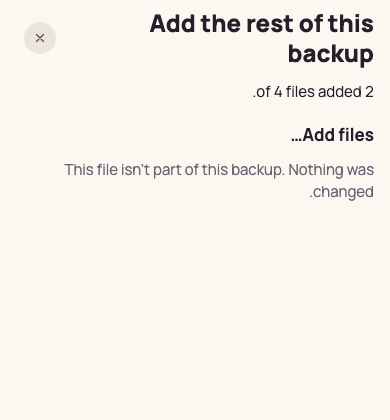 Add the rest of this
backup
.of 4 files added 2
…Add files
This file isn't part of this backup. Nothing was
.changed